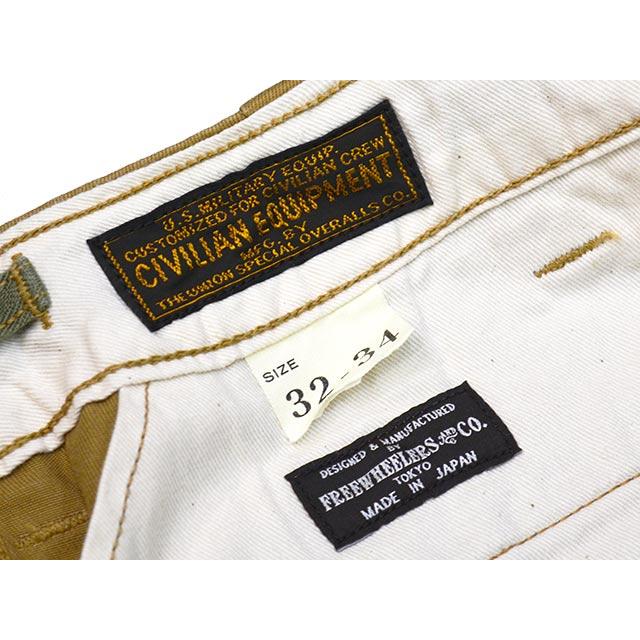 U.S. MILITARY EQUIP.
CUSTOMIZED FOR CIVILIAN CREW
CIVILIAN EQUIPMENT
MFG. BY
THE UNION SPECIAL OVERALLS CO.
SIZE
32-34
DESIGNED & MANUFACTURED
BY
FREEWHEELERS AND CO.
TOKYO
MADE IN JAPAN